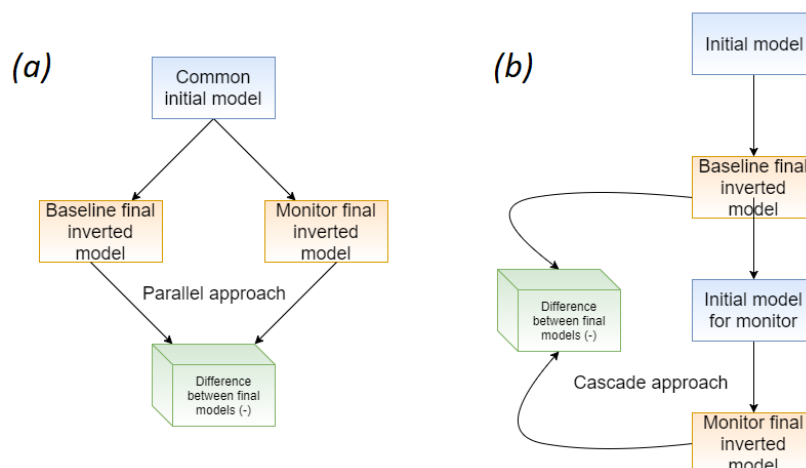 (a)
Common
initial model
Baseline final
inverted
model
Monitor final
inverted
model
Parallel approach
Difference
between final
models (-)
(b)
Initial model
Baseline final
inverted
model
Initial model
for monitor
Difference
between final
models (-)
Cascade approach
Monitor final
inverted
model